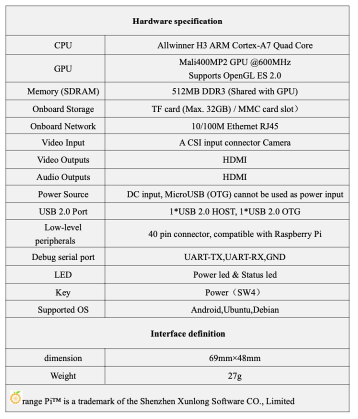 Hardware specification
CPU Allwinner H3 ARM Cortex-A7 Quad Core
GPU Mali400MP2 GPU @600MHz
Supports OpenGL ES 2.0
Memory (SDRAM) 512MB DDR3 (Shared with GPU)
Onboard Storage TF card (Max. 32GB) / MMC card slot）
Onboard Network 10/100M Ethernet RJ45
Video Input A CSI input connector Camera
Video Outputs HDMI
Audio Outputs HDMI
Power Source DC input, MicroUSB (OTG) cannot be used as power input
USB 2.0 Port 1*USB 2.0 HOST, 1*USB 2.0 OTG
Low-level
peripherals 40 pin connector, compatible with Raspberry Pi
Debug serial port UART-TX,UART-RX,GND
LED Power led & Status led
Key Power（SW4）
Supported OS Android,Ubuntu,Debian
Interface definition
dimension 69mm×48mm
Weight 27g
range Pi™ is a trademark of the Shenzhen Xunlong Software CO., Limited